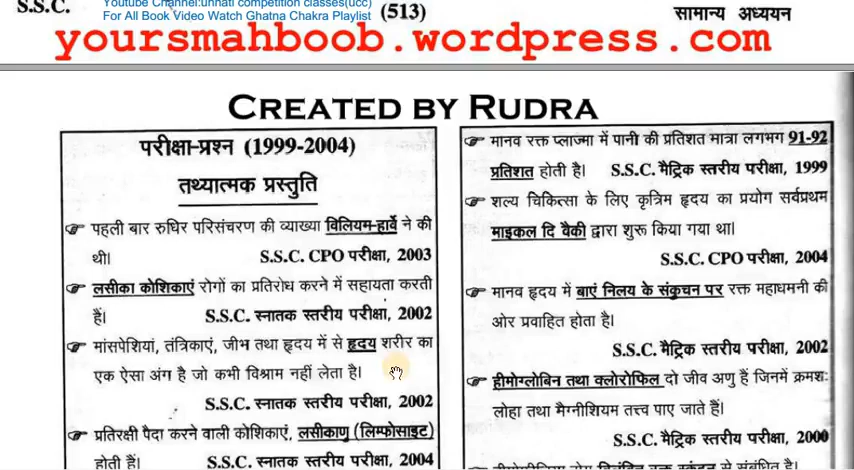 S.S.C.
Youtube Channel:unnati competition classes(ucc)
For All Book Video Watch Ghatna Chakra Playlist
(513)
सामान्य अध्ययन
yoursmahboob.wordpress.com
CREATED BY RUDRA
परीक्षा-प्रश्न (1999-2004)
तथ्यात्मक प्रस्तुति
पहली बार रुधिर परिसंचरण की व्याख्या विलियम-हार्वे ने की
थी। S.S.C. CPO परीक्षा, 2003
लसीका कोशिकाएं रोगों का प्रतिरोध करने में सहायता करती
हैं। S.S.C. स्नातक स्तरीय परीक्षा, 2002
मांसपेशियां, तंत्रिकाएं, जीभ तथा हृदय में से हृदय शरीर का
एक ऐसा अंग है जो कभी विश्राम नहीं लेता है।
S.S.C. स्नातक स्तरीय परीक्षा, 2002
प्रतिरक्षी पैदा करने वाली कोशिकाएं, लसीकाणु (लिम्फोसाइट)
होती हैं। S.S.C. स्नातक स्तरीय परीक्षा, 2004
मानव रक्त प्लाज्मा में पानी की प्रतिशत मात्रा लगभग 91-92
प्रतिशत होती है। S.S.C. मैट्रिक स्तरीय परीक्षा, 1999
शल्य चिकित्सा के लिए कृत्रिम हृदय का प्रयोग सर्वप्रथम
माइकल दि वैकी द्वारा शुरू किया गया था।
S.S.C. CPO परीक्षा, 2004
मानव हृदय में बाएं निलय के संकुचन पर रक्त महाधमनी की
ओर प्रवाहित होता है।
S.S.C. मैट्रिक स्तरीय परीक्षा, 2002
हीमोग्लोबिन तथा क्लोरोफिल दो जीव अणु हैं जिनमें क्रमशः
लोहा तथा मैग्नीशियम तत्त्व पाए जाते हैं।
S.S.C. मैट्रिक स्तरीय परीक्षा, 2000